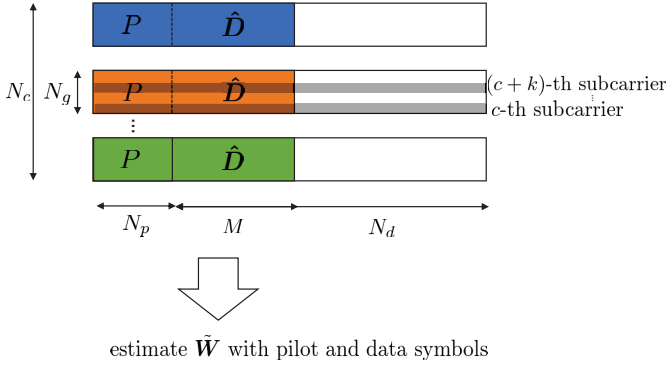 P D̂
N_c N_g P D̂ (c + k)-th subcarrier
⋮ c-th subcarrier
⋮
P D̂
N_p M N_d
estimate W̃ with pilot and data symbols